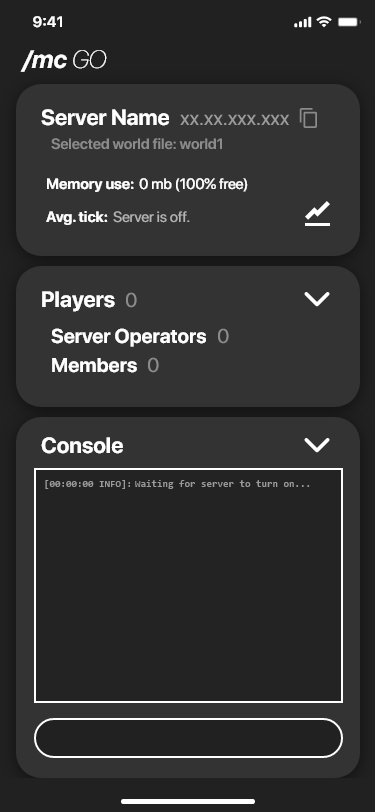 9:41
/mc GO
Server Name xx.xx.xxx.xxx
Selected world file: world1
Memory use: 0 mb (100% free)
Avg. tick: Server is off.
Players 0
Server Operators 0
Members 0
Console
[00:00:00 INFO]: Waiting for server to turn on...